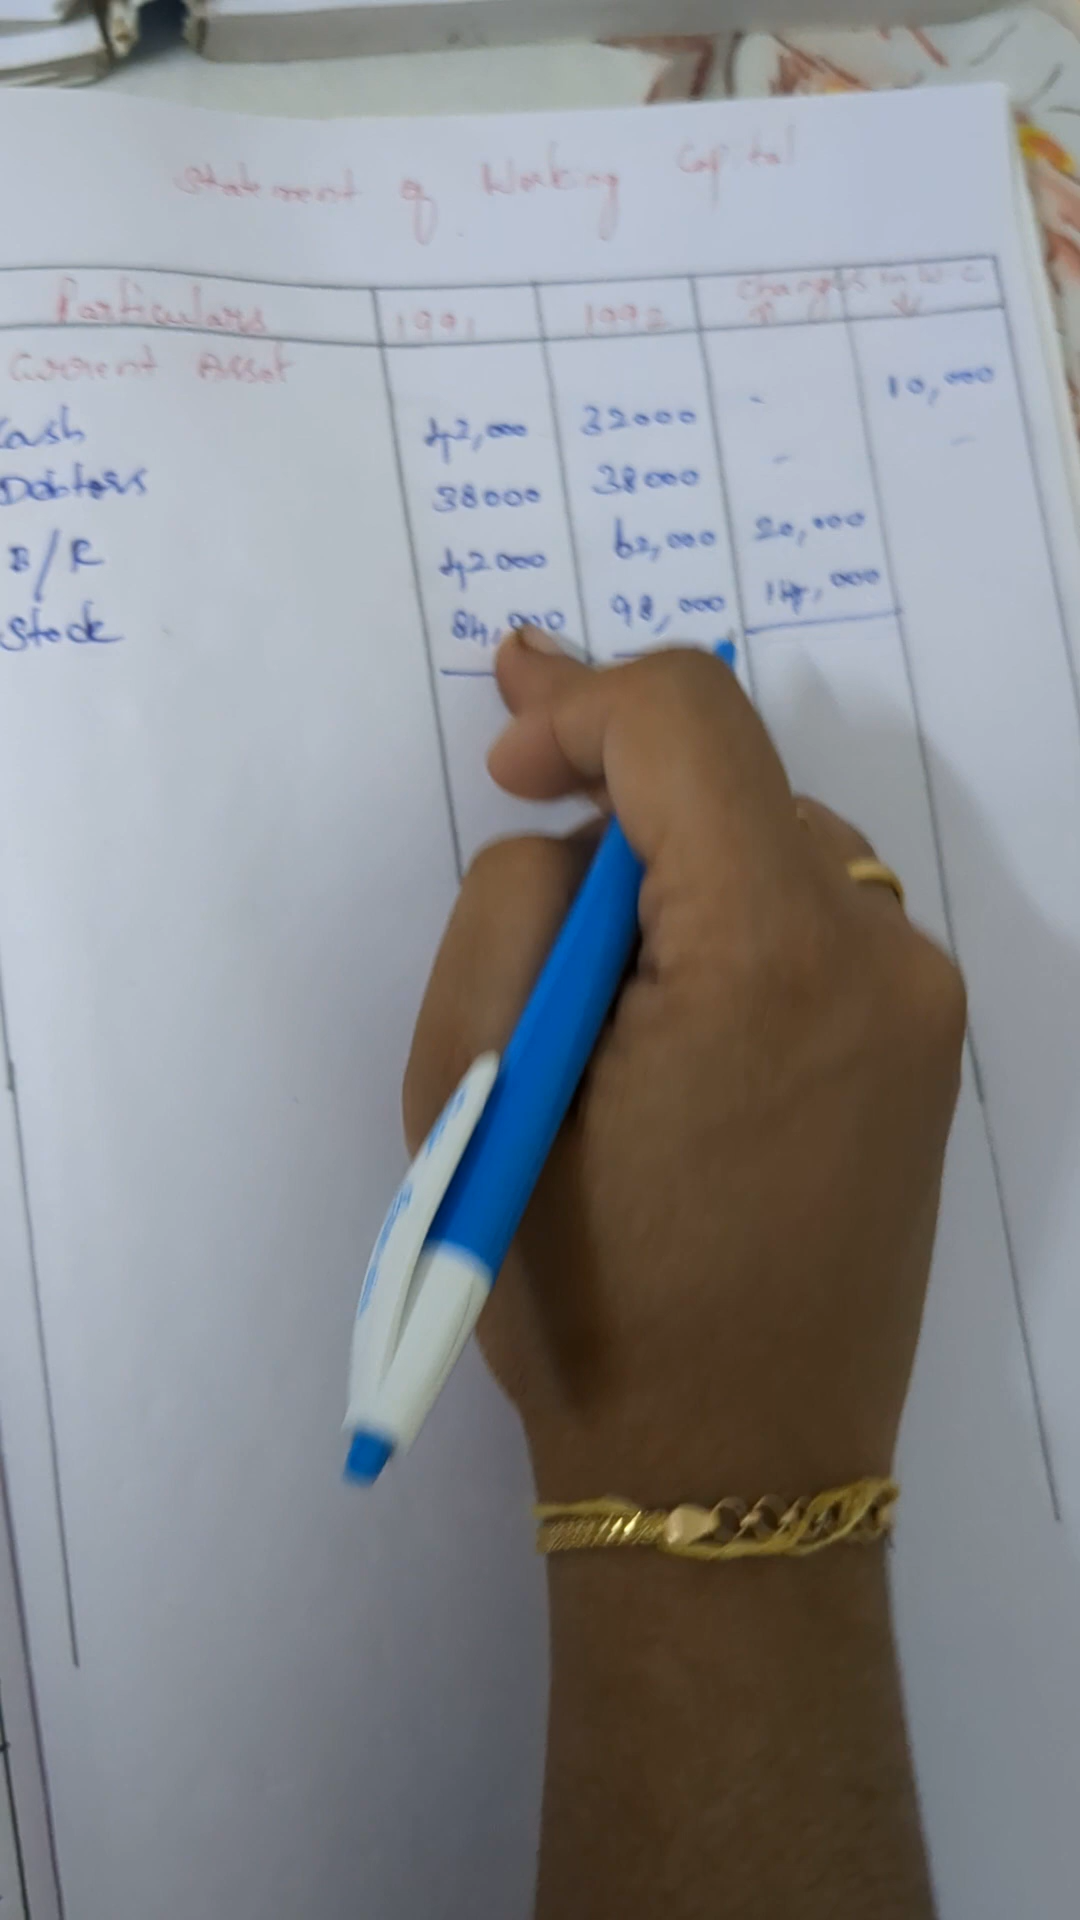 Statement of Working Capital
Particulars 1991 1992 Changes in W.C
↑ ↓
Current Asset
Cash 42,000 32000 - 10,000
Debtors 38000 38000 - -
B/R 42000 62,000 20,000
Stock 84,000 98,000 14,000